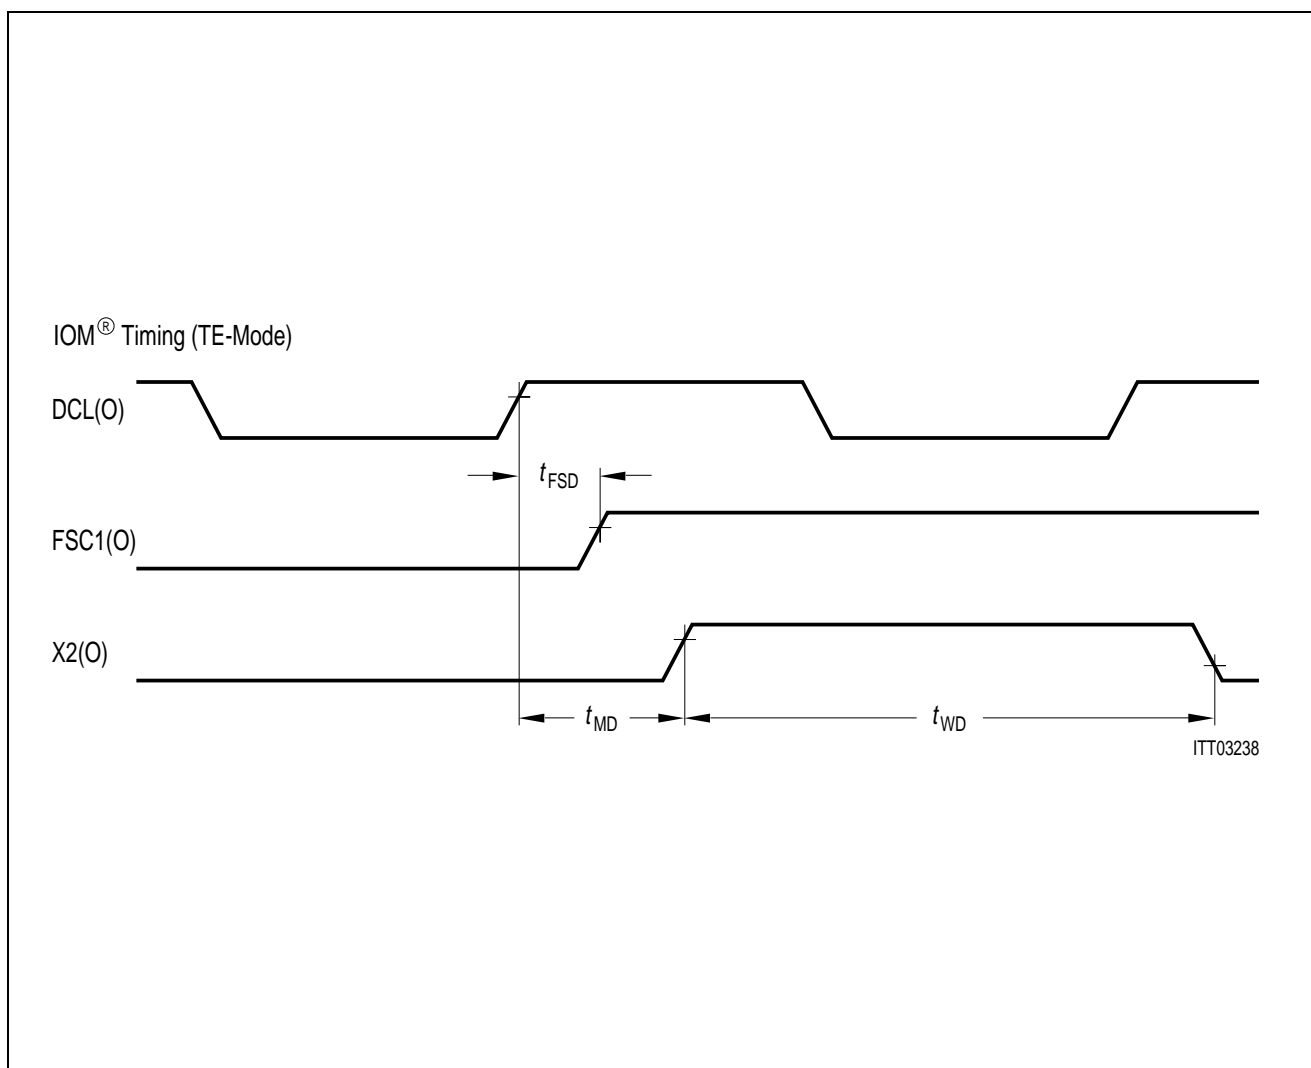 IOM® Timing (TE-Mode)
DCL(O)
tFSD
FSC1(O)
X2(O)
tMD
tWD
ITT03238